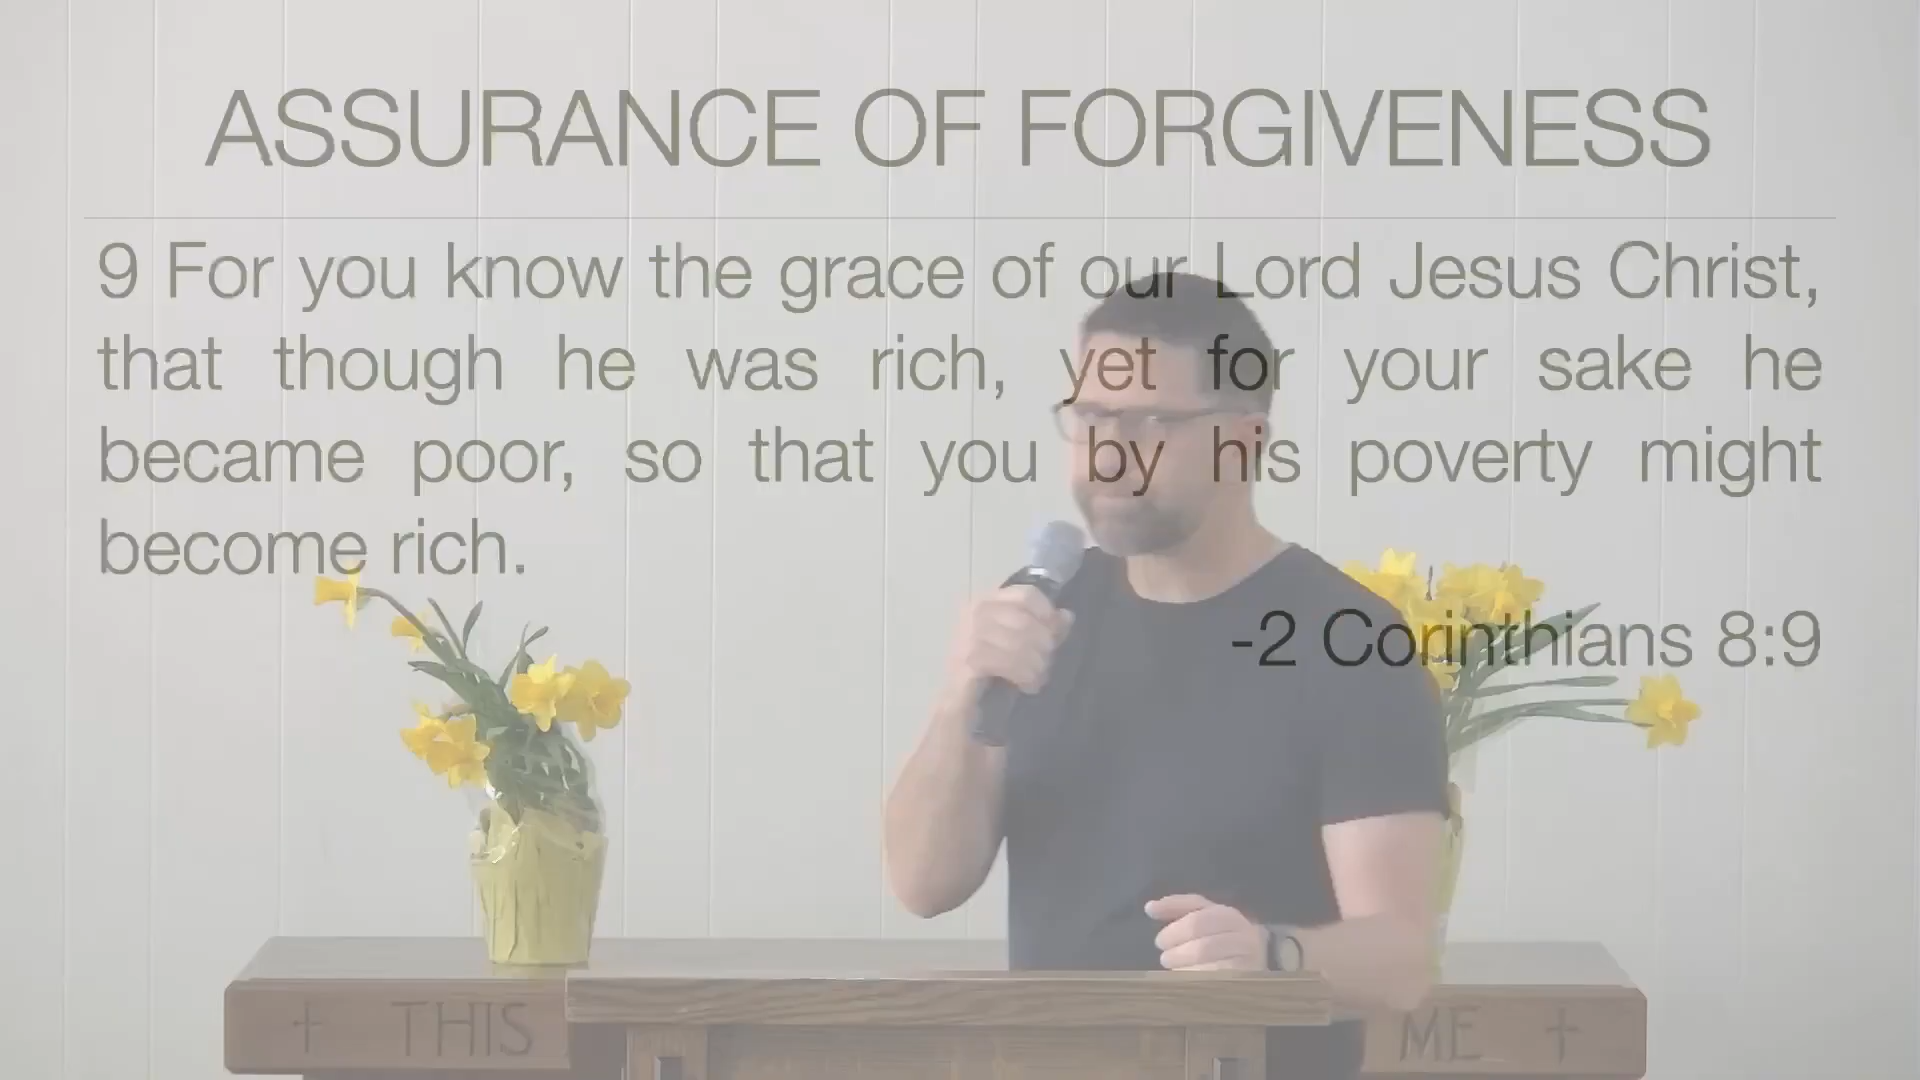 ASSURANCE OF FORGIVENESS
9 For you know the grace of our Lord Jesus Christ,
that though he was rich, yet for your sake he
became poor, so that you by his poverty might
become rich.
-2 Corinthians 8:9
THIS ME